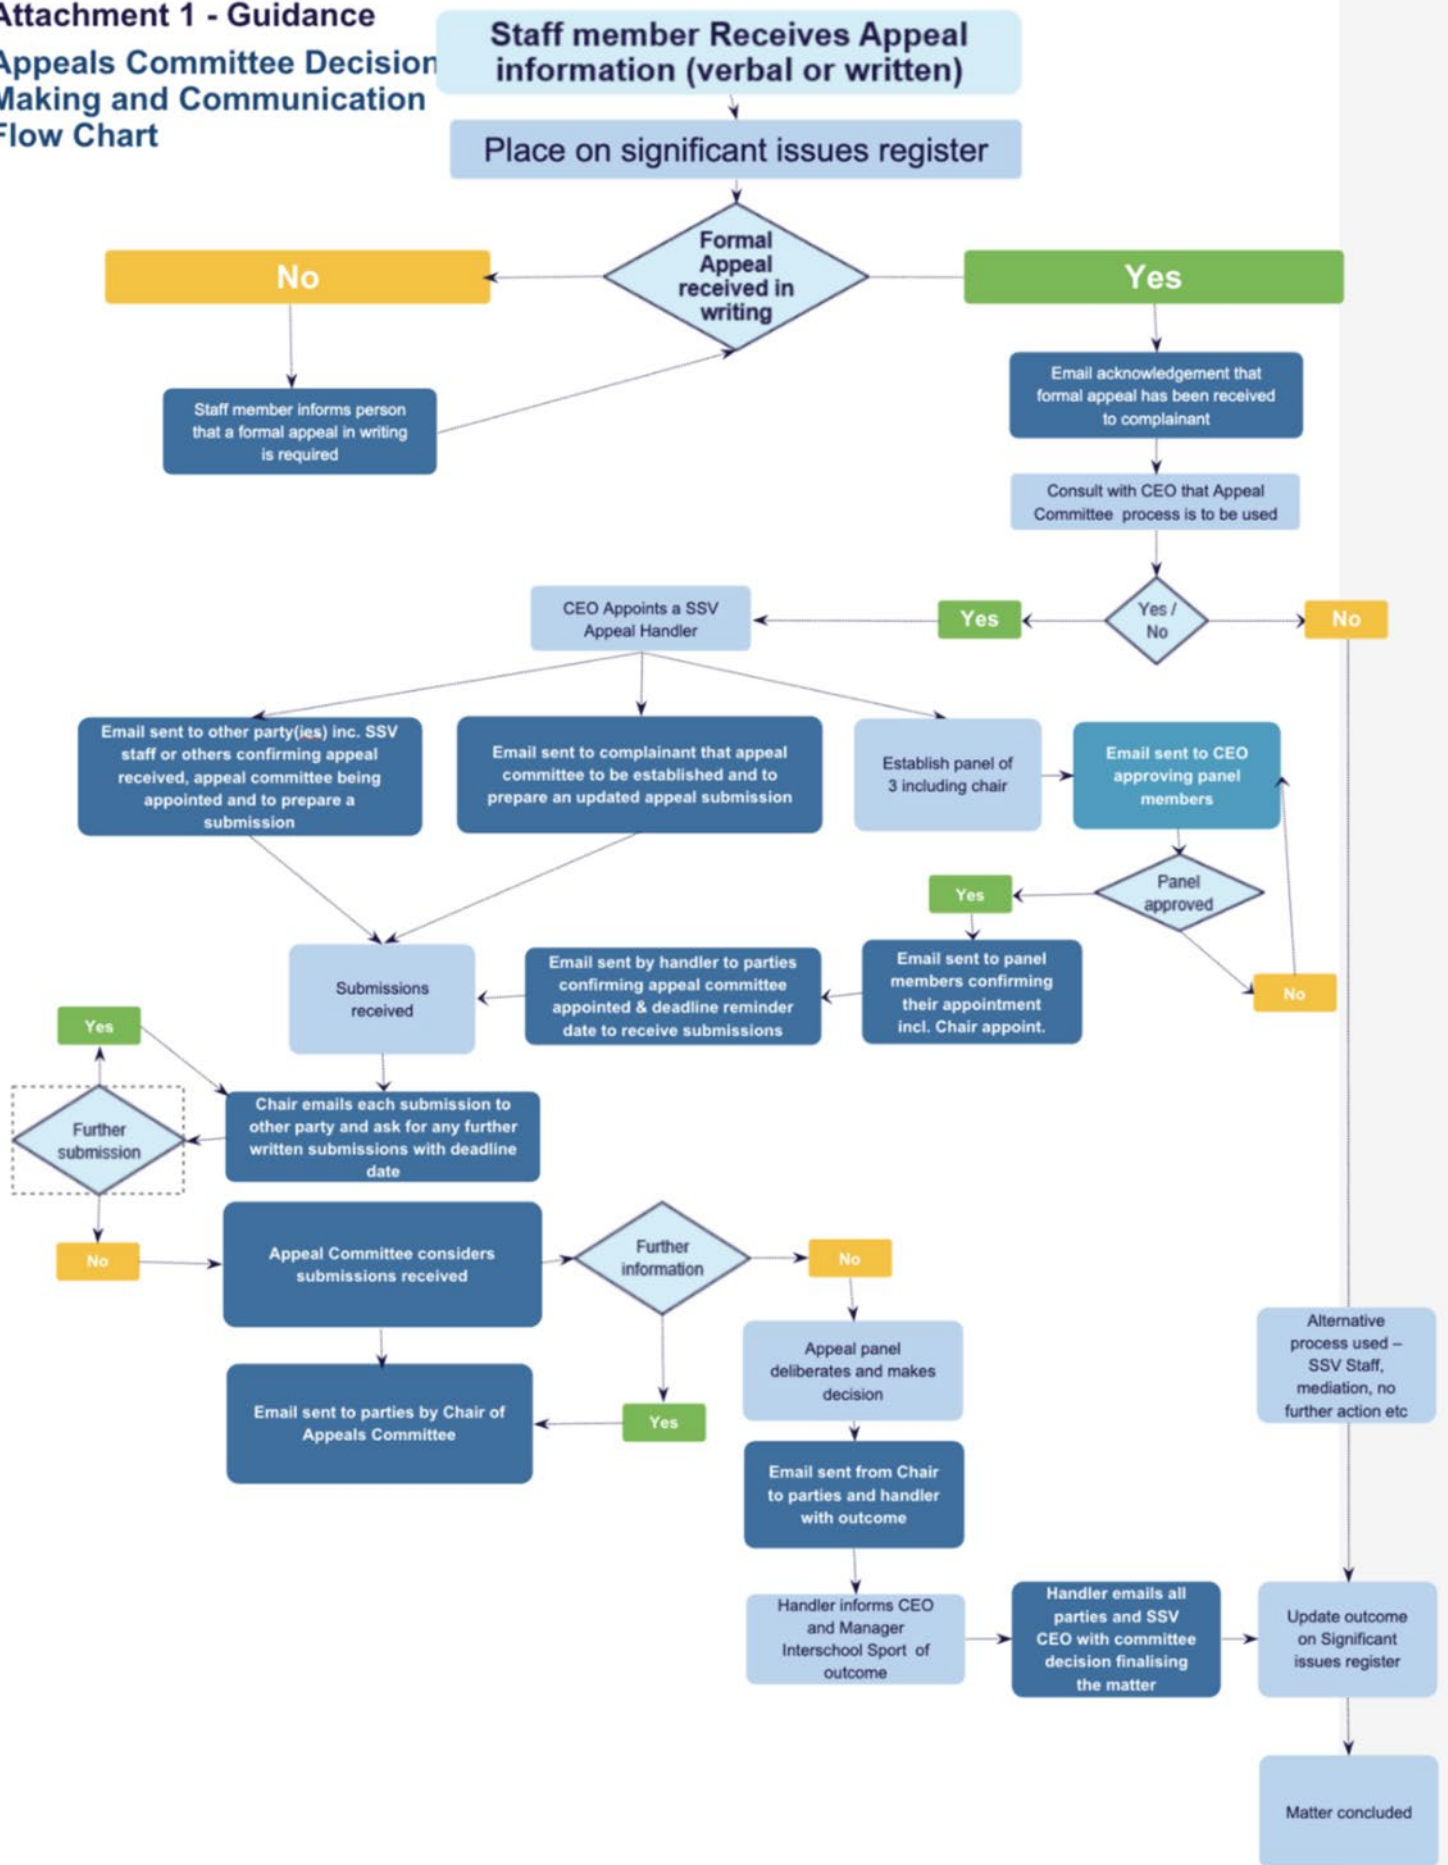 Attachment 1 - Guidance
Appeals Committee Decision
Making and Communication
Flow Chart
Staff member Receives Appeal
information (verbal or written)
Place on significant issues register
Formal
Appeal
received in
writing
No
Yes
Staff member informs person
that a formal appeal in writing
is required
Email acknowledgement that
formal appeal has been received
to complainant
Consult with CEO that Appeal
Committee process is to be used
Yes /
No
Yes
No
CEO Appoints a SSV
Appeal Handler
Email sent to other party(ies) inc. SSV
staff or others confirming appeal
received, appeal committee being
appointed and to prepare a
submission
Email sent to complainant that appeal
committee to be established and to
prepare an updated appeal submission
Establish panel of
3 including chair
Email sent to CEO
approving panel
members
Panel
approved
Yes
No
Email sent to panel
members confirming
their appointment
incl. Chair appoint.
Email sent by handler to parties
confirming appeal committee
appointed & deadline reminder
date to receive submissions
Submissions
received
Yes
Further
submission
Chair emails each submission to
other party and ask for any further
written submissions with deadline
date
No
Appeal Committee considers
submissions received
Further
information
No
Yes
Email sent to parties by Chair of
Appeals Committee
Appeal panel
deliberates and makes
decision
Email sent from Chair
to parties and handler
with outcome
Handler informs CEO
and Manager
Interschool Sport of
outcome
Handler emails all
parties and SSV
CEO with committee
decision finalising
the matter
Alternative
process used –
SSV Staff,
mediation, no
further action etc
Update outcome
on Significant
issues register
Matter concluded